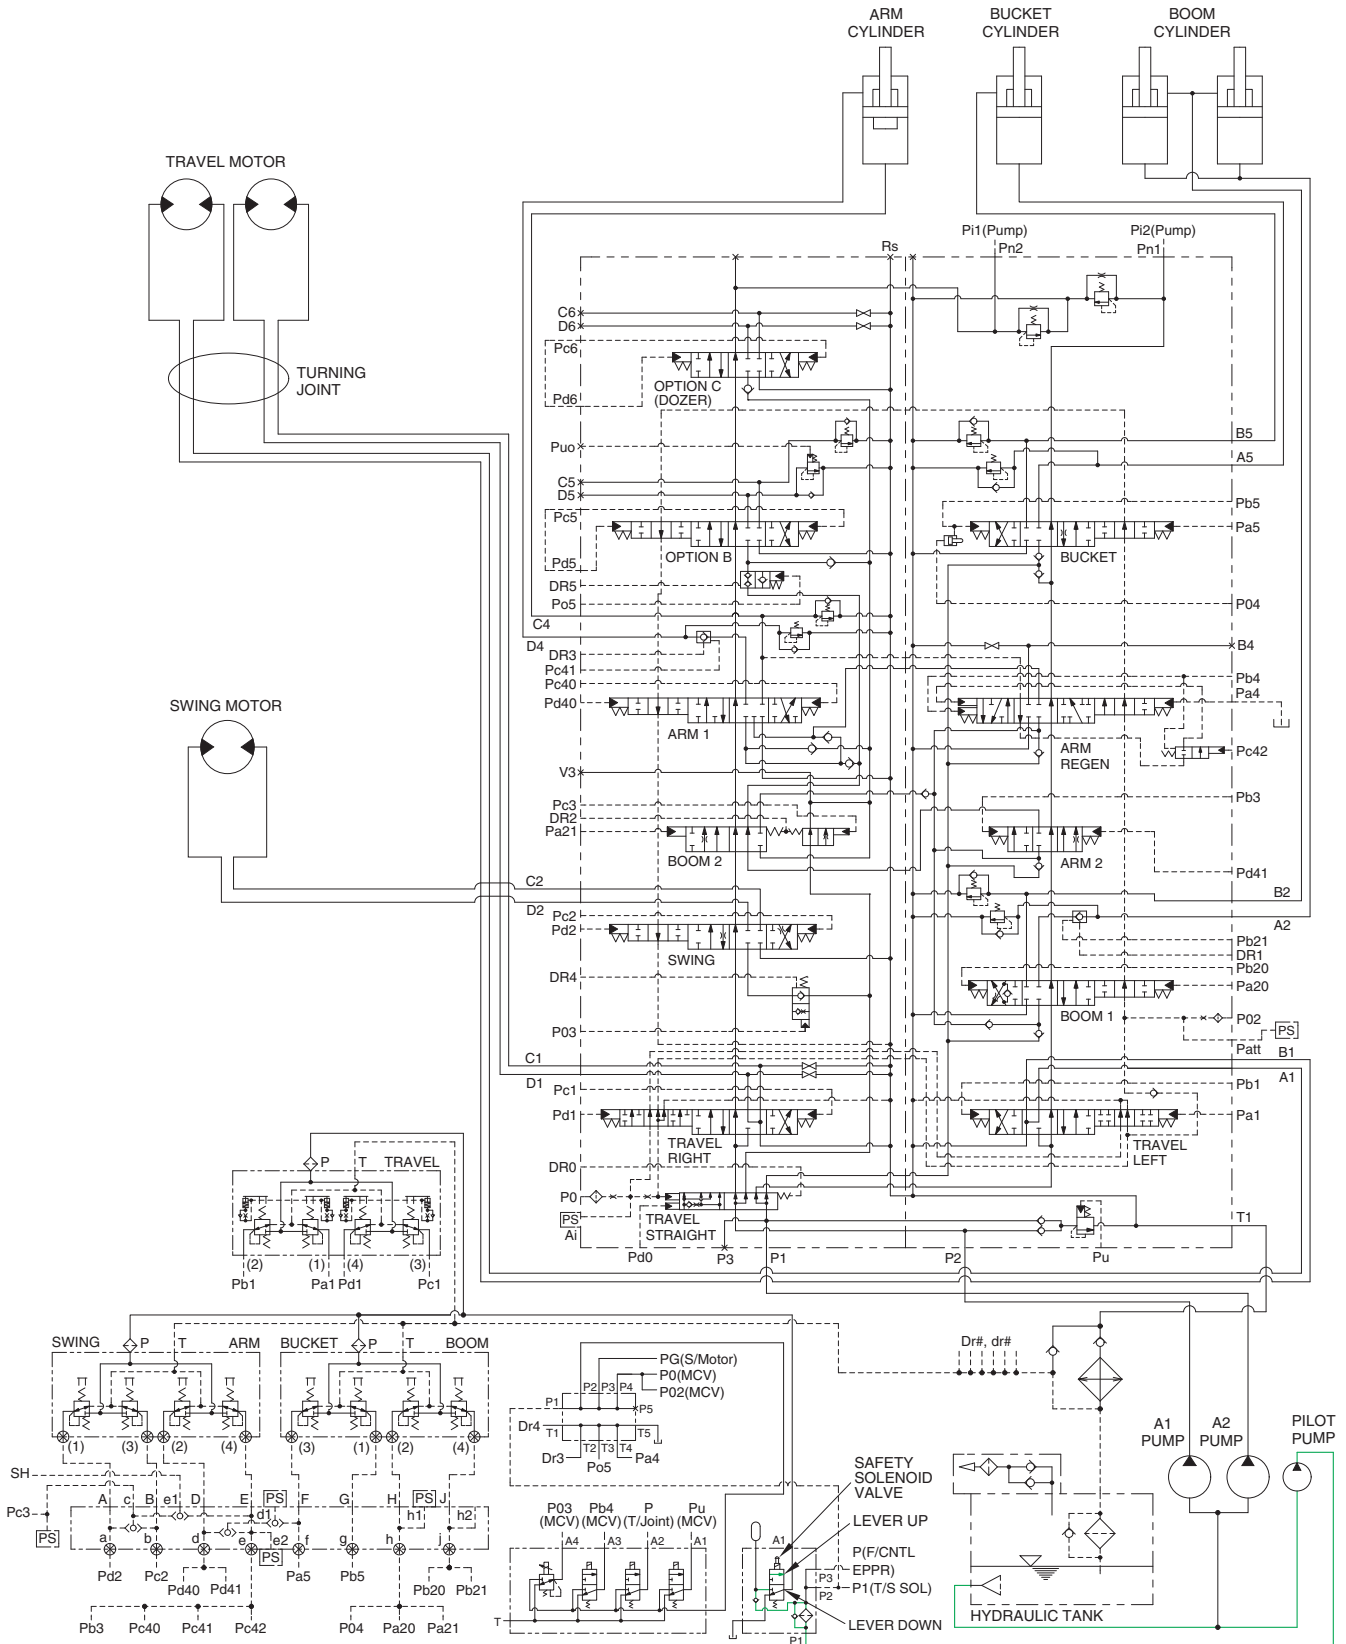 ARM
CYLINDER
BUCKET
CYLINDER
BOOM
CYLINDER
TRAVEL MOTOR
TURNING
JOINT
SWING MOTOR
Pi1(Pump)
Pn2
Pi2(Pump)
Pn1
Rs
C6
D6
Pc6
Pd6
OPTION C
(DOZER)
Puo
C5
D5
Pc5
Pd5
OPTION B
DR5
Po5
C4
D4
DR3
Pc41
Pc40
Pd40
ARM 1
V3
Pc3
DR2
Pa21
BOOM 2
C2
D2
Pc2
Pd2
SWING
DR4
P03
C1
D1
Pc1
Pd1
TRAVEL
RIGHT
DR0
P0
PS
Ai
TRAVEL
STRAIGHT
Pd0
P3
P1
P2
Pu
T1
B5
A5
Pb5
Pa5
BUCKET
P04
B4
Pb4
Pa4
ARM
REGEN
Pc42
Pb3
ARM 2
Pd41
B2
A2
Pb21
DR1
Pb20
Pa20
BOOM 1
P02
PS
Patt
B1
A1
Pb1
Pa1
TRAVEL
LEFT
P
T
TRAVEL
(2)
(1)
(4)
(3)
Pb1
Pa1
Pd1
Pc1
SWING
P
T
ARM
BUCKET
P
T
BOOM
(1)
(3)
(2)
(4)
(3)
(1)
(2)
(4)
SH
Pc3
PS
A
c
B
e1
D
E
PS
d1
F
G
H
PS
h1
J
h2
a
b
d
e
PS
e2
f
g
h
j
Pd2
Pc2
Pd40
Pd41
Pa5
Pb5
Pb20
Pb21
Pb3
Pc40
Pc41
Pc42
P04
Pa20
Pa21
PG(S/Motor)
P0(MCV)
P02(MCV)
P1
P2
P3
P4
P5
Dr4
T1
T5
T2
T3
T4
Dr3
Po5
Pa4
P03
(MCV)
Pb4
(MCV)
P
(T/Joint)
Pu
(MCV)
A4
A3
A2
A1
T
A1
SAFETY
SOLENOID
VALVE
LEVER UP
P(F/CNTL
EPPR)
P3
P1(T/S SOL)
P2
LEVER DOWN
P1
Dr#, dr#
A1
PUMP
A2
PUMP
PILOT
PUMP
HYDRAULIC TANK